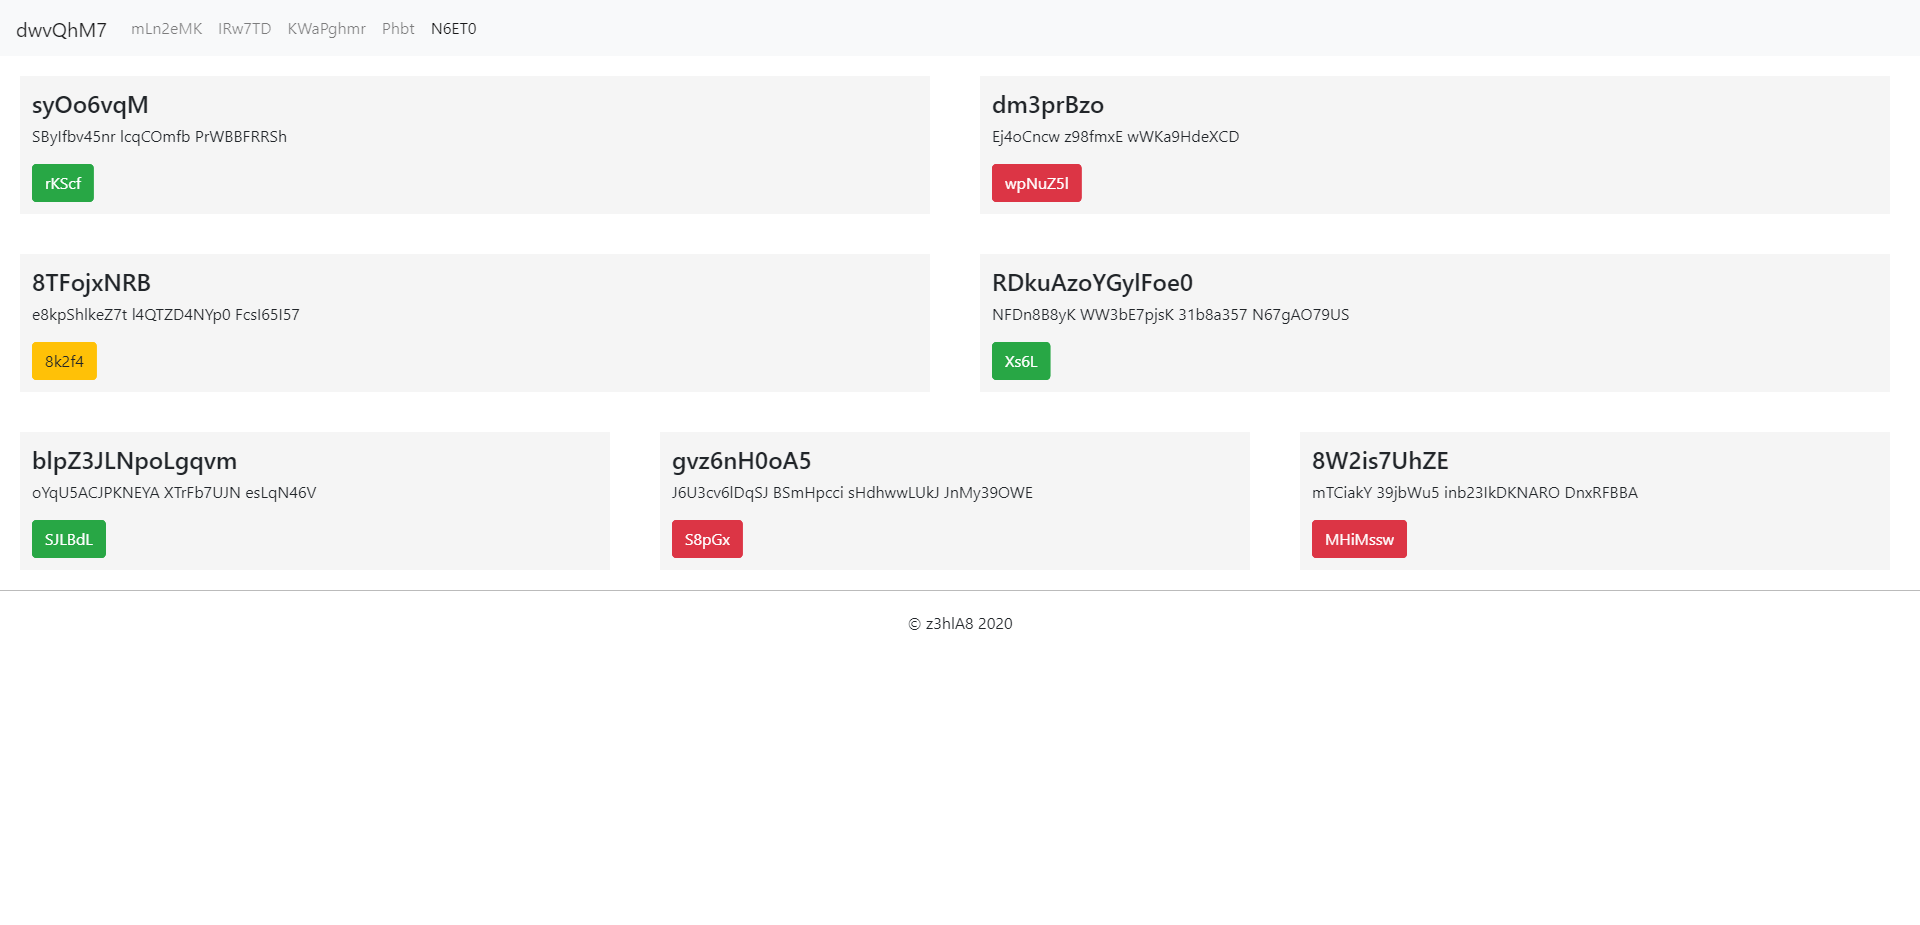 dwvQhM7 mLn2eMK IRw7TD KWaPghmr Phbt N6ET0
syOo6vqM
SByIfbv45nr lcqCOmfb PrWBBFRRSh
rKScf
dm3prBzo
Ej4oCncw z98fmxE wWKa9HdeXCD
wpNuZ5l
8TFojxNRB
e8kpShlkeZ7t l4QTZD4NYp0 FcsI65I57
8k2f4
RDkuAzoYGylFoe0
NFDn8B8yK WW3bE7pjsK 31b8a357 N67gAO79US
Xs6L
blpZ3JLNpoLgqvm
oYqU5ACJPKNEYA XTrFb7UJN esLqN46V
SJLBdL
gvz6nH0oA5
J6U3cv6lDqSJ BSmHpcci sHdhwwLUkJ JnMy39OWE
S8pGx
8W2is7UhZE
mTCiakY 39jbWu5 inb23IkDKNARO DnxRFBBA
MHiMssw
© z3hlA8 2020